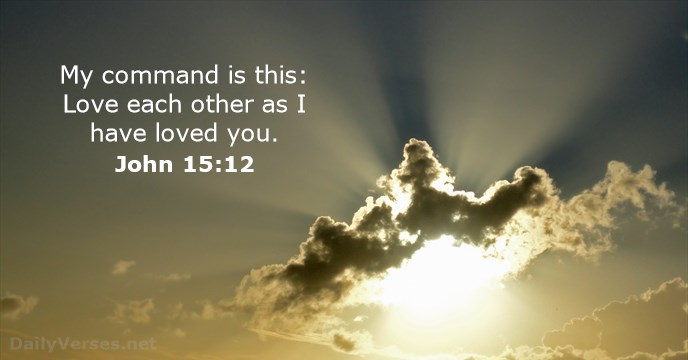 My command is this:
Love each other as I
have loved you.
John 15:12
DailyVerses.net